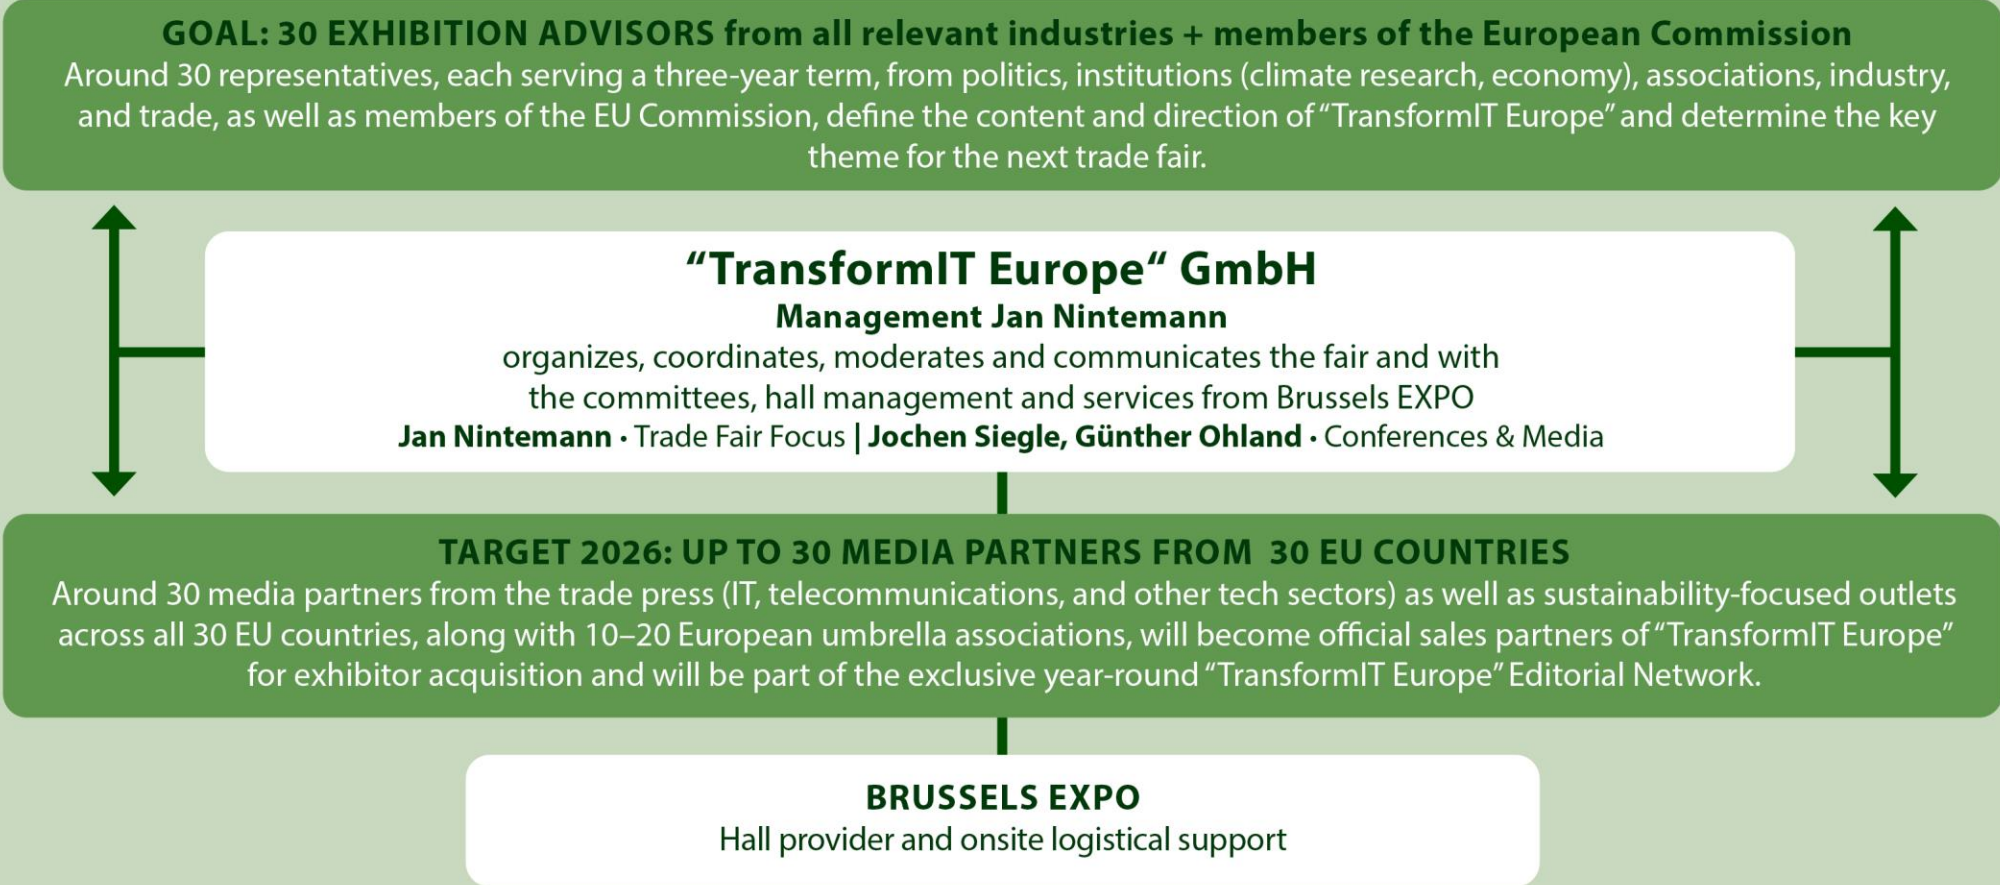 GOAL: 30 EXHIBITION ADVISORS from all relevant industries + members of the European Commission
Around 30 representatives, each serving a three-year term, from politics, institutions (climate research, economy), associations, industry,
and trade, as well as members of the EU Commission, define the content and direction of “TransformIT Europe” and determine the key
theme for the next trade fair.
“TransformIT Europe“ GmbH
Management Jan Nintemann
organizes, coordinates, moderates and communicates the fair and with
the committees, hall management and services from Brussels EXPO
Jan Nintemann · Trade Fair Focus | Jochen Siegle, Günther Ohland · Conferences & Media
TARGET 2026: UP TO 30 MEDIA PARTNERS FROM 30 EU COUNTRIES
Around 30 media partners from the trade press (IT, telecommunications, and other tech sectors) as well as sustainability-focused outlets
across all 30 EU countries, along with 10–20 European umbrella associations, will become official sales partners of “TransformIT Europe”
for exhibitor acquisition and will be part of the exclusive year-round “TransformIT Europe” Editorial Network.
BRUSSELS EXPO
Hall provider and onsite logistical support